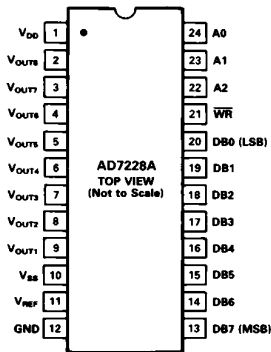 VDD 1 24 A0
VOUT8 2 23 A1
VOUT7 3 22 A2
VOUT6 4 21 WR
VOUT5 5 20 DB0 (LSB)
VOUT4 6 AD7228A 19 DB1
VOUT3 7 TOP VIEW 18 DB2
VOUT2 8 (Not to Scale) 17 DB3
VOUT1 9 16 DB4
VSS 10 15 DB5
VREF 11 14 DB6
GND 12 13 DB7 (MSB)